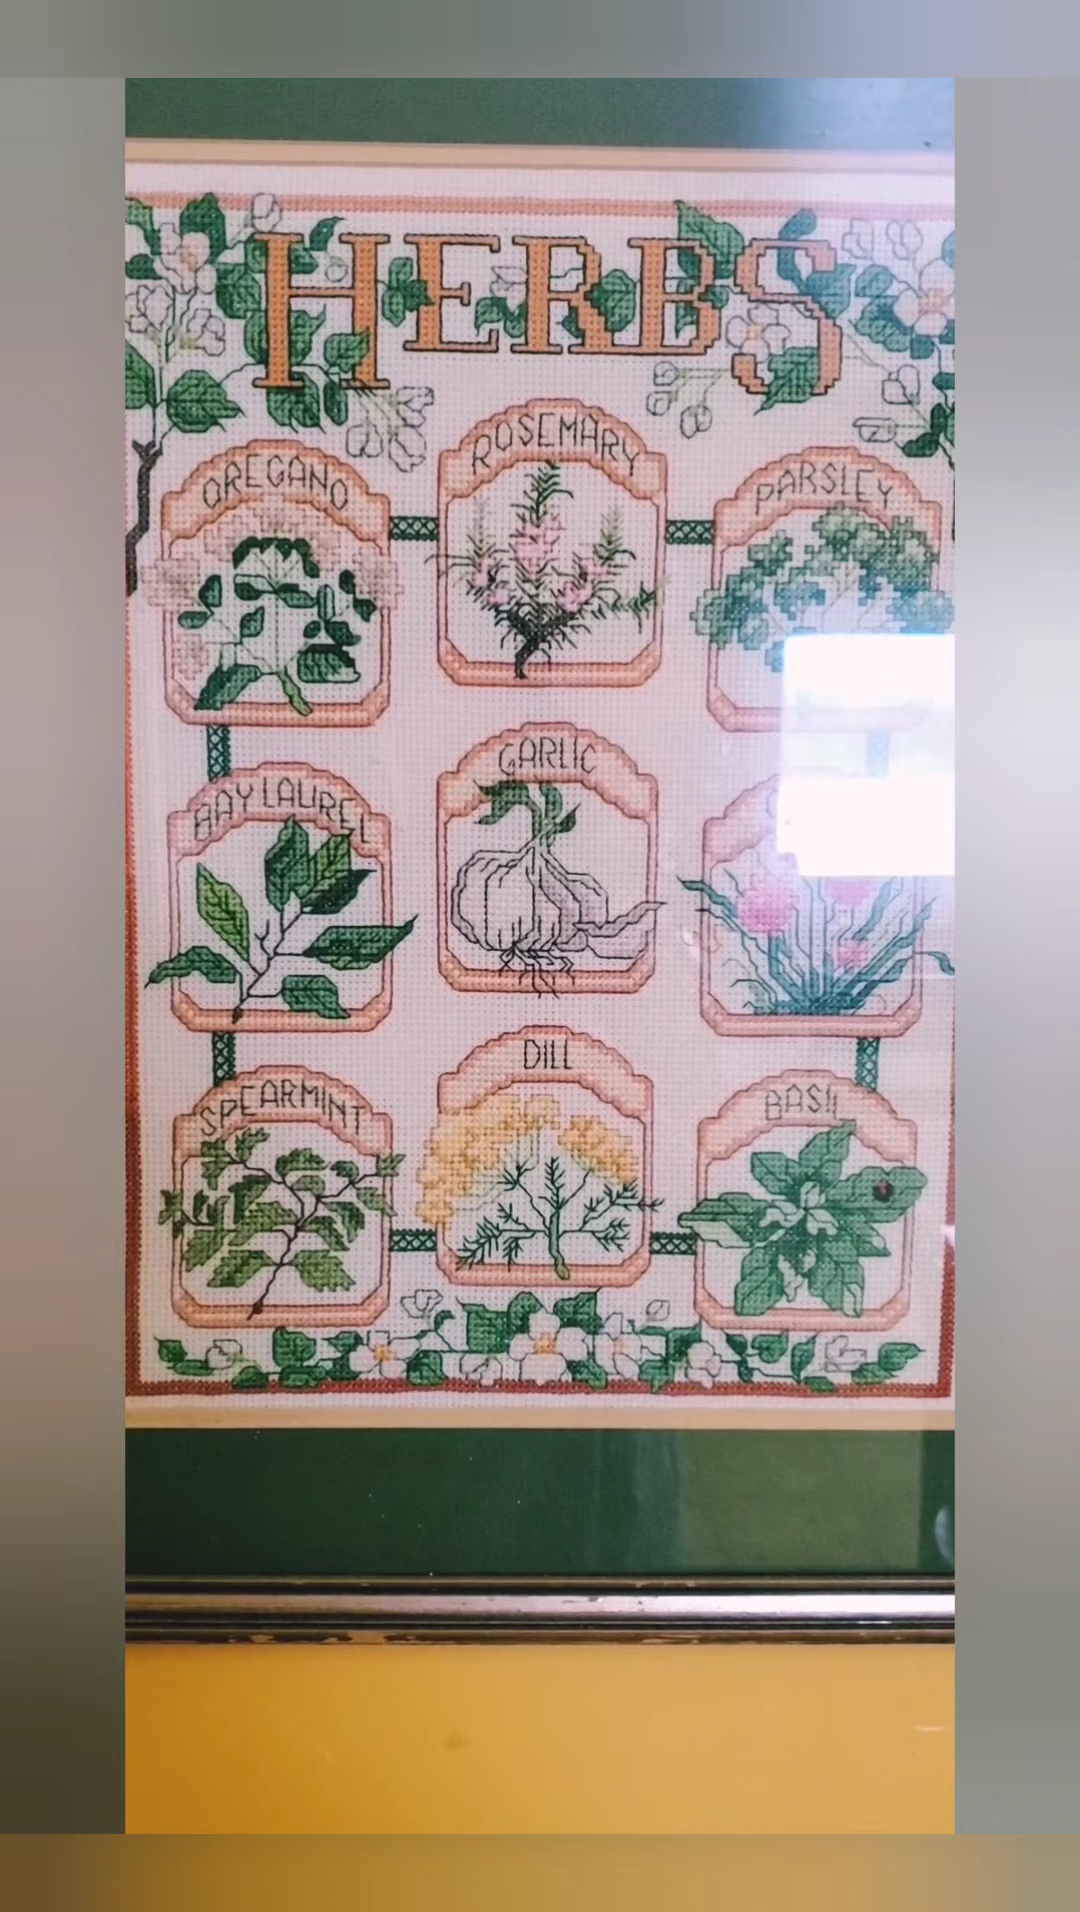 HERBS
OREGANO
ROSEMARY
PARSLEY
BAY LAUREL
GARLIC
SPEARMINT
DILL
BASIL